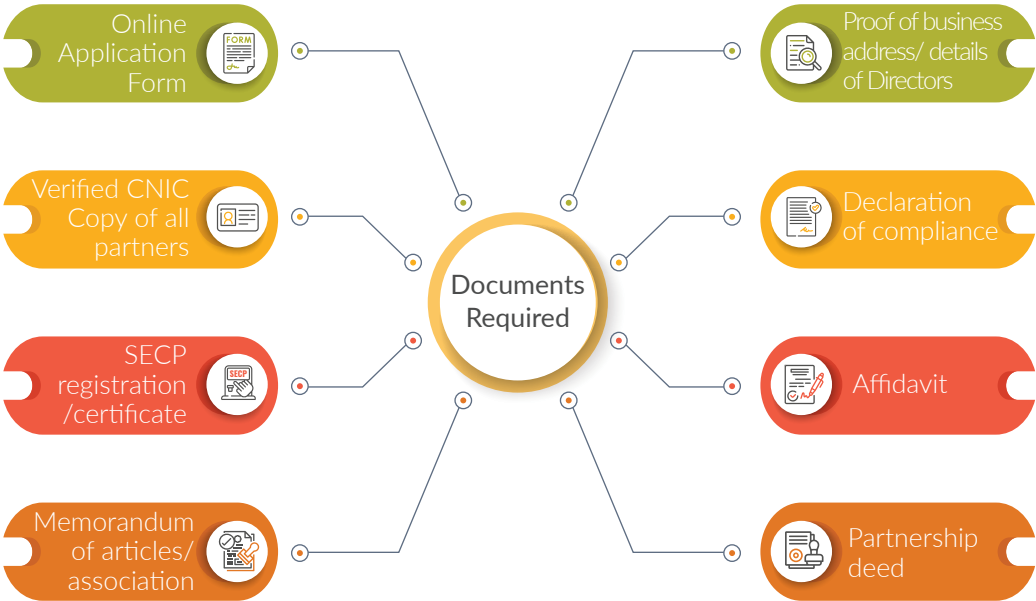 Online
Application
Form
FORM
Verified CNIC
Copy of all
partners
SECP
registration
/certificate
SECP
Memorandum
of articles/
association
Documents
Required
Proof of business
address/ details
of Directors
Declaration
of compliance
Affidavit
Partnership
deed